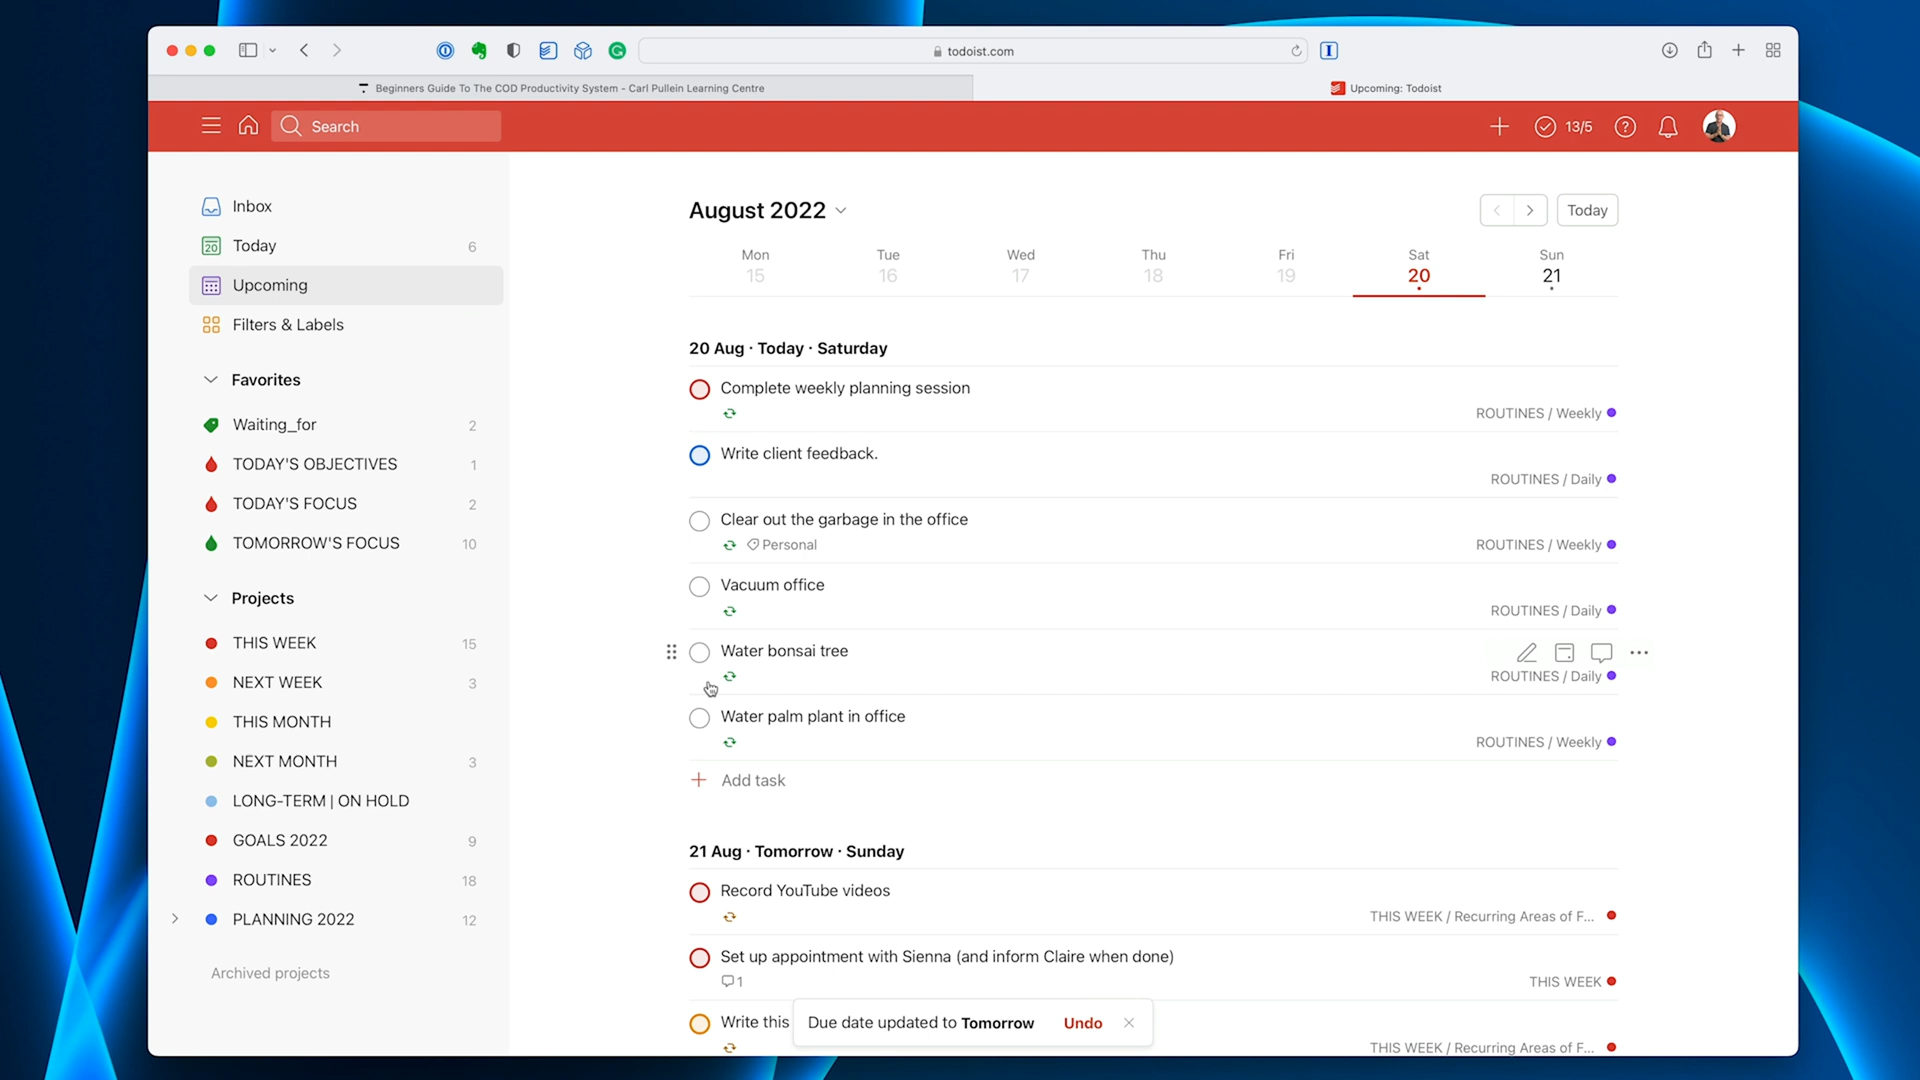 todoist.com
Beginners Guide To The COD Productivity System - Carl Pullein Learning Centre
Upcoming: Todoist
Search
13/5
Inbox
20 Today 6
Upcoming
Filters & Labels
Favorites
Waiting_for 2
TODAY'S OBJECTIVES 1
TODAY'S FOCUS 2
TOMORROW'S FOCUS 10
Projects
THIS WEEK 15
NEXT WEEK 3
THIS MONTH
NEXT MONTH 3
LONG-TERM | ON HOLD
GOALS 2022 9
ROUTINES 18
PLANNING 2022 12
Archived projects
August 2022
Today
Mon Tue Wed Thu Fri Sat Sun
15 16 17 18 19 20 21
20 Aug · Today · Saturday
Complete weekly planning session
ROUTINES / Weekly
Write client feedback.
ROUTINES / Daily
Clear out the garbage in the office
Personal
ROUTINES / Weekly
Vacuum office
ROUTINES / Daily
Water bonsai tree
ROUTINES / Daily
Water palm plant in office
ROUTINES / Weekly
Add task
21 Aug · Tomorrow · Sunday
Record YouTube videos
THIS WEEK / Recurring Areas of F...
Set up appointment with Sienna (and inform Claire when done)
1
THIS WEEK
Write this
THIS WEEK / Recurring Areas of F...
Due date updated to Tomorrow Undo